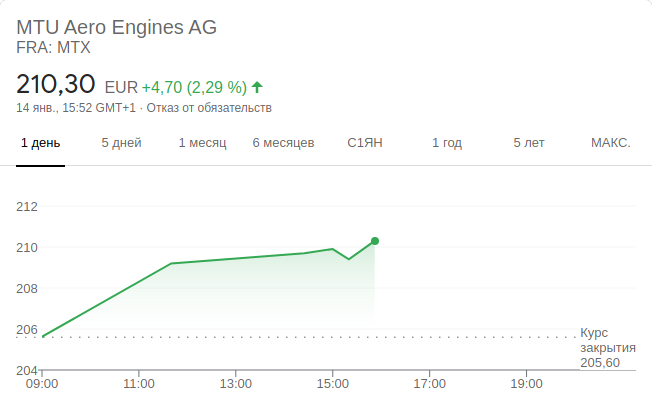 MTU Aero Engines AG
FRA: MTX
210,30 EUR +4,70 (2,29 %)
14 янв., 15:52 GMT+1 · Отказ от обязательств
1 день 5 дней 1 месяц 6 месяцев С1ЯН 1 год 5 лет МАКС.
212
210
208
206
204
Курс
закрытия
205,60
09:00 11:00 13:00 15:00 17:00 19:00